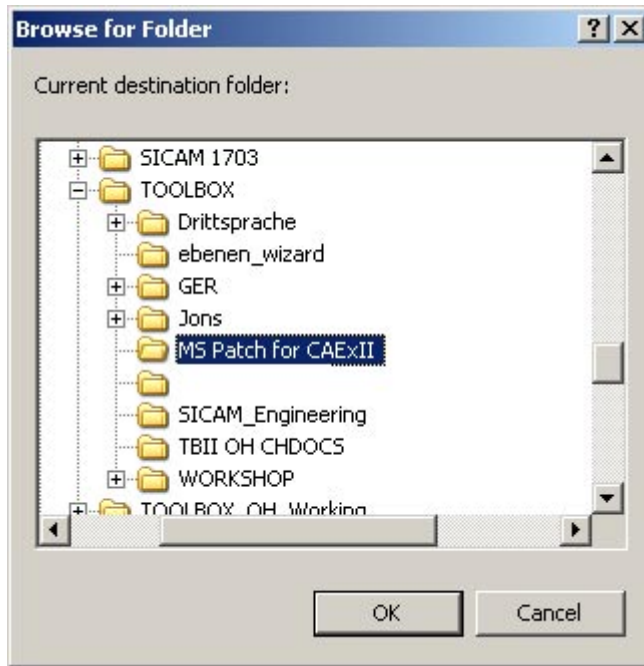 Browse for Folder
Current destination folder:
SICAM 1703
TOOLBOX
Drittsprache
ebenen_wizard
GER
Jons
MS Patch for CAExII
SICAM_Engineering
TBII OH CHDOCS
WORKSHOP
TOOLBOX_OH_Working
OK Cancel